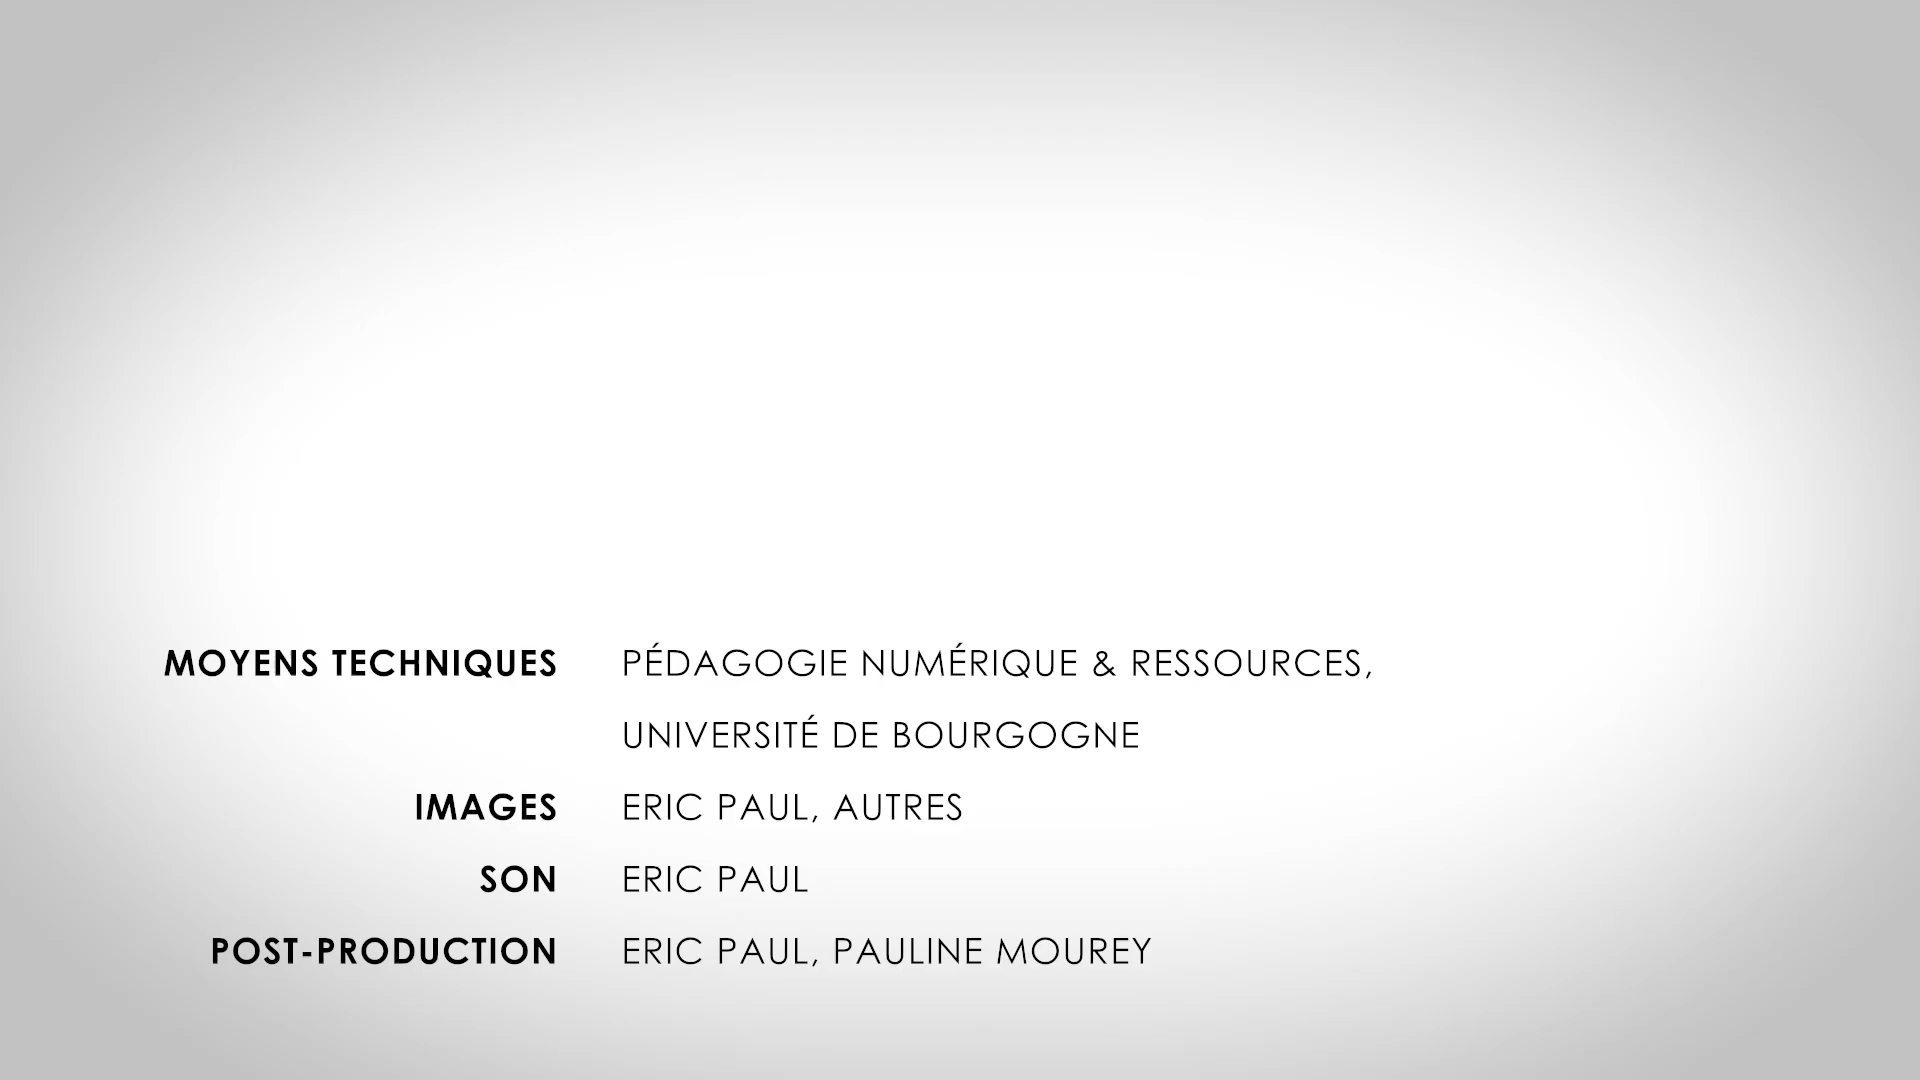 MOYENS TECHNIQUES PÉDAGOGIE NUMÉRIQUE & RESSOURCES,
UNIVERSITÉ DE BOURGOGNE
IMAGES ERIC PAUL, AUTRES
SON ERIC PAUL
POST-PRODUCTION ERIC PAUL, PAULINE MOUREY